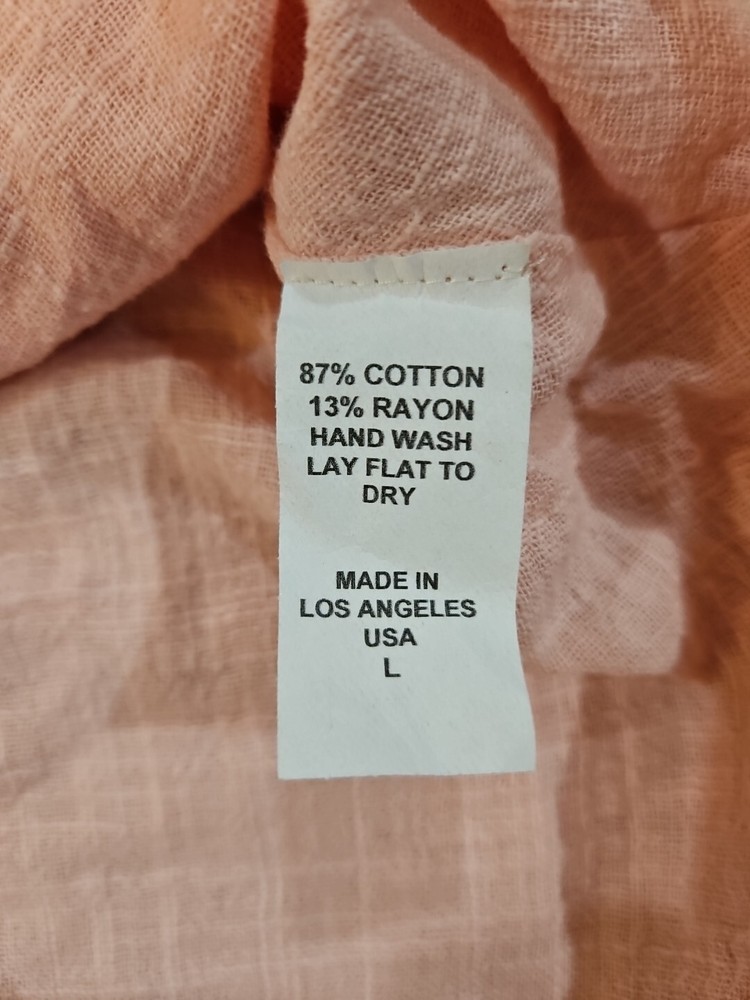 87% COTTON
13% RAYON
HAND WASH
LAY FLAT TO
DRY
MADE IN
LOS ANGELES
USA
L